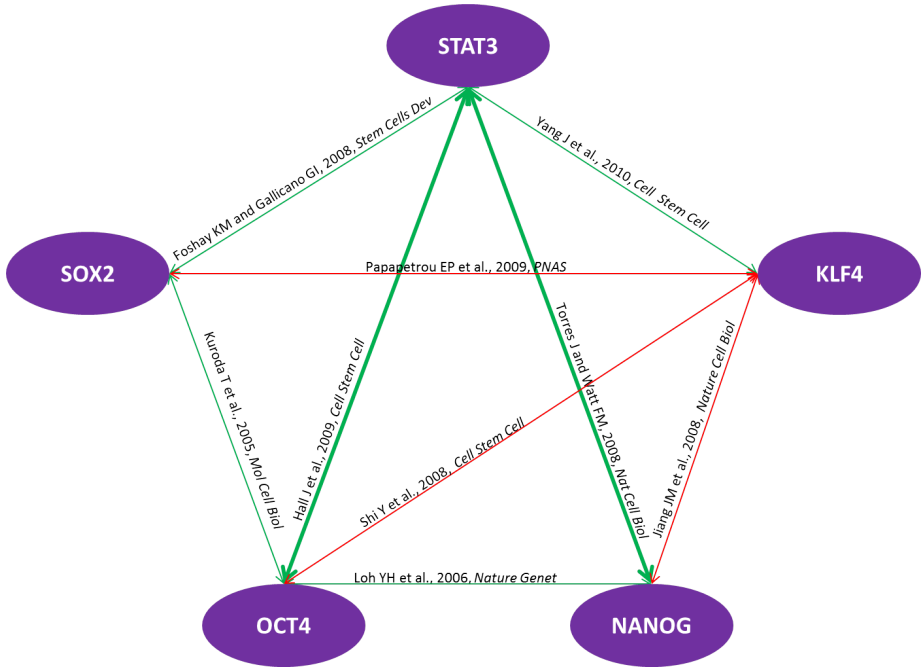 STAT3
Foshay KM and Gallicano GI, 2008, Stem Cells Dev
Yang J et al., 2010, Cell Stem Cell
SOX2
Papapetrou EP et al., 2009, PNAS
KLF4
Kuroda T et al., 2005, Mol Cell Biol
Hall J et al., 2009, Cell Stem Cell
Torres J and Watt FM, 2008, Nat Cell Biol
Shi Y et al., 2008, Cell Stem Cell
Jiang JM et al., 2008, Nature Cell Biol
Loh YH et al., 2006, Nature Genet
OCT4
NANOG